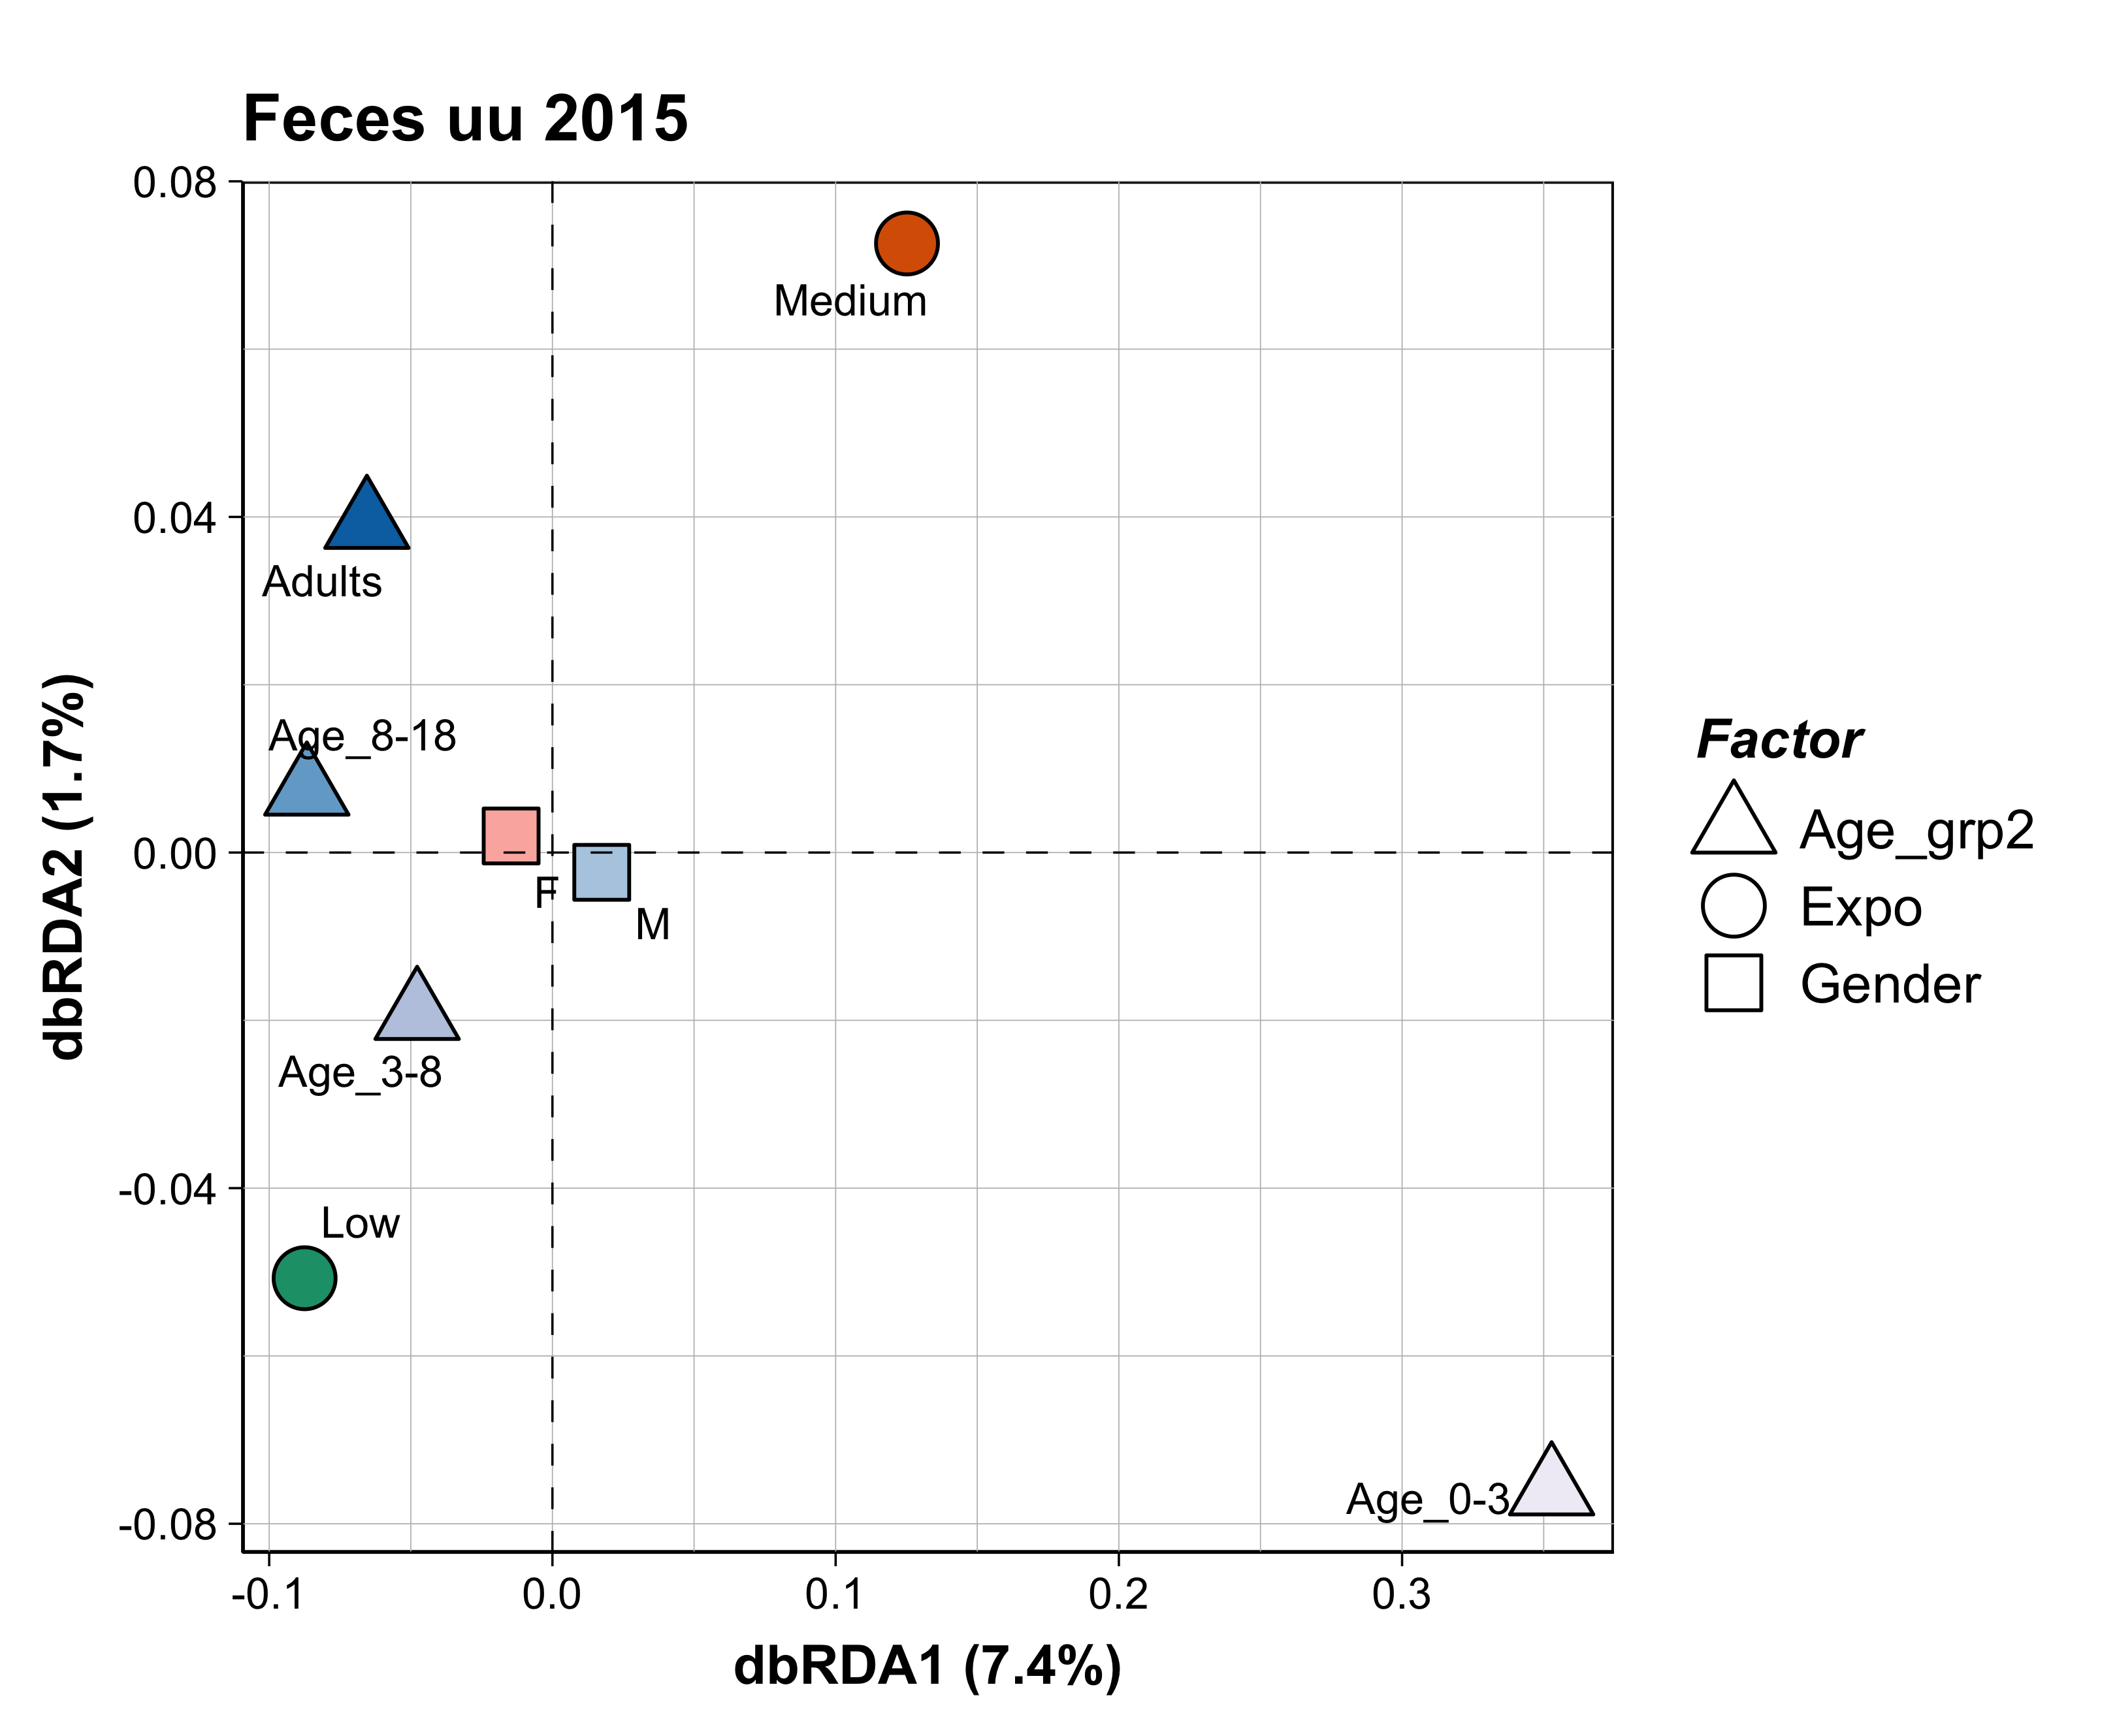 Feces uu 2015
0.08
0.04
0.00
-0.04
-0.08
dbRDA2 (1.7%)
Medium
Adults
Age_8-18
F
M
Age_3-8
Low
Age_0-3
-0.1 0.0 0.1 0.2 0.3
dbRDA1 (7.4%)
Factor
Age_grp2
Expo
Gender